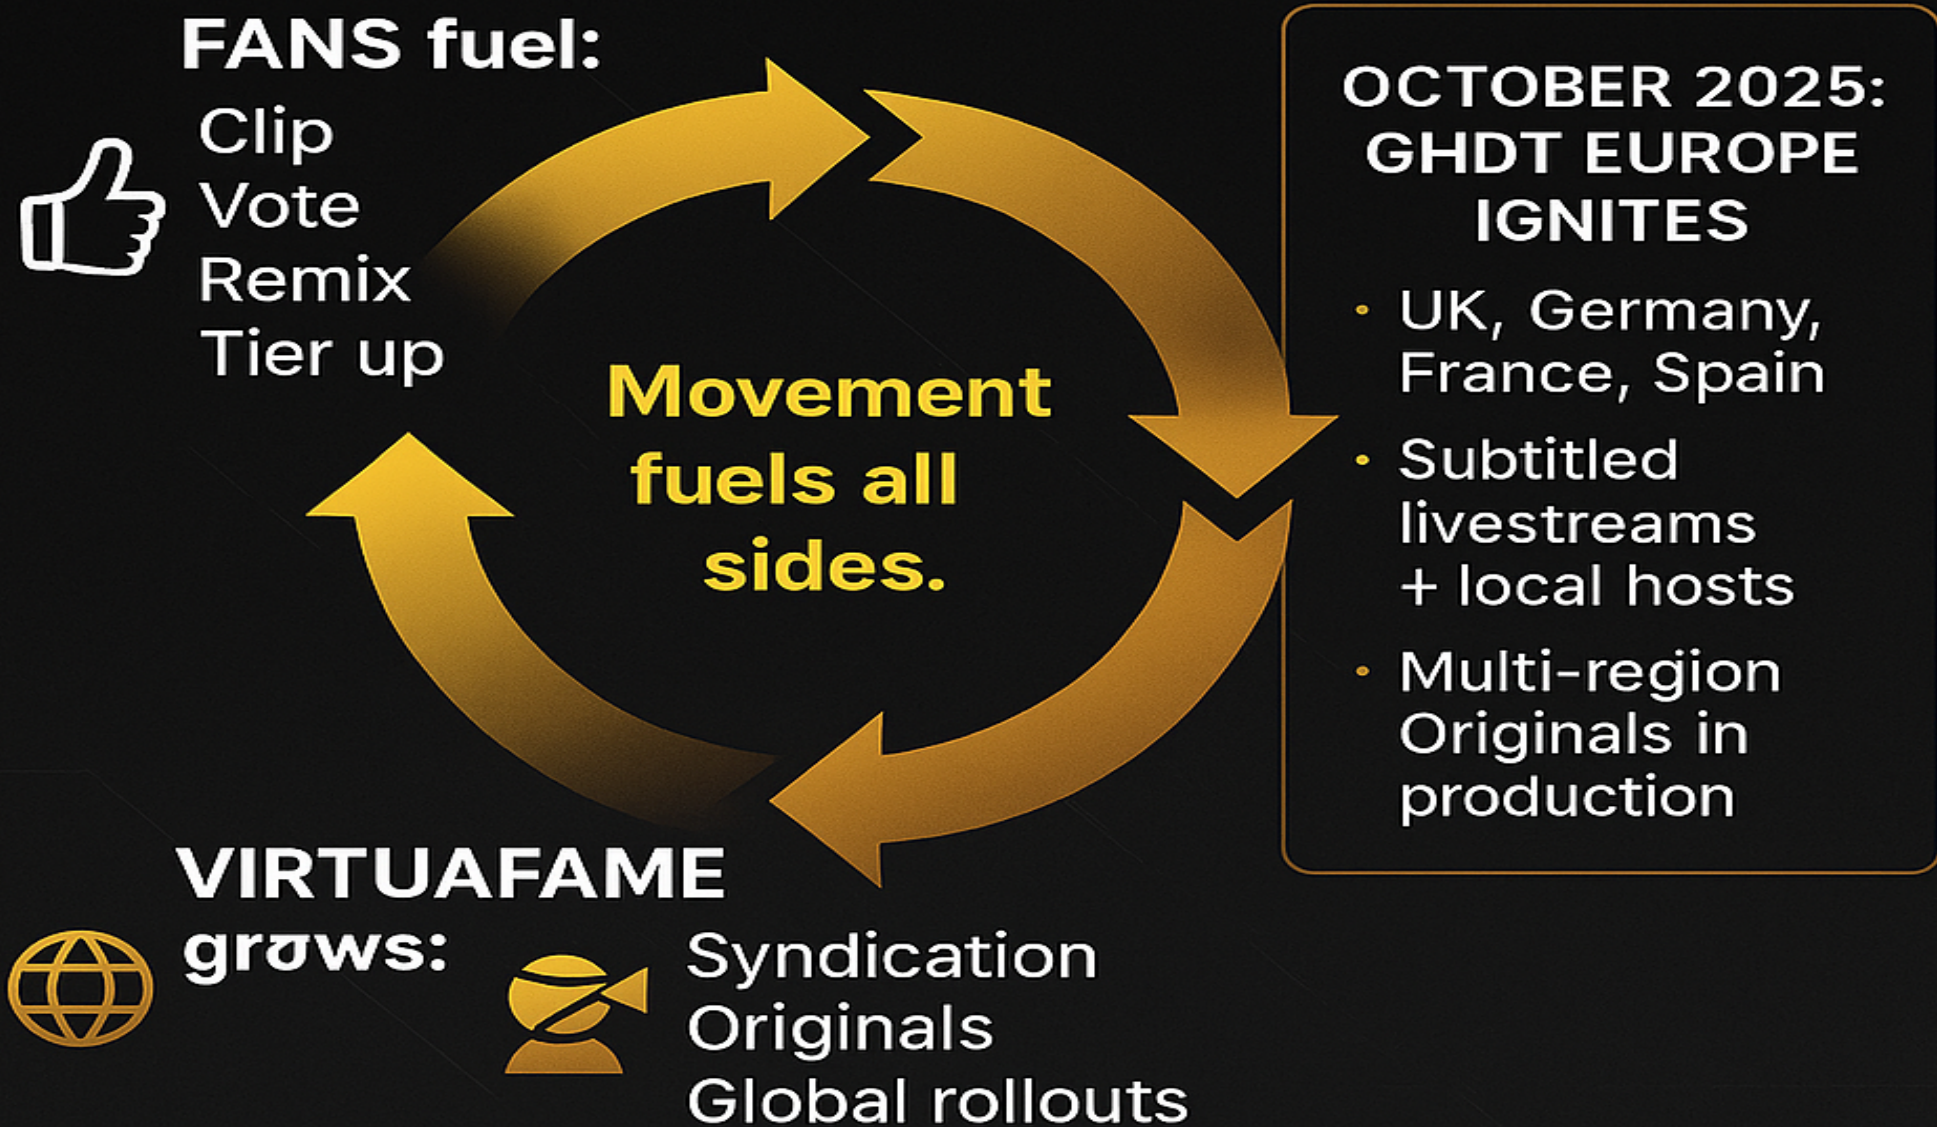 FANS fuel:
Clip
Vote
Remix
Tier up
Movement
fuels all
sides.
OCTOBER 2025:
GHDT EUROPE
IGNITES
• UK, Germany,
France, Spain
• Subtitled
livestreams
+ local hosts
• Multi-region
Originals in
production
VIRTUAFAME
grows:
Syndication
Originals
Global rollouts